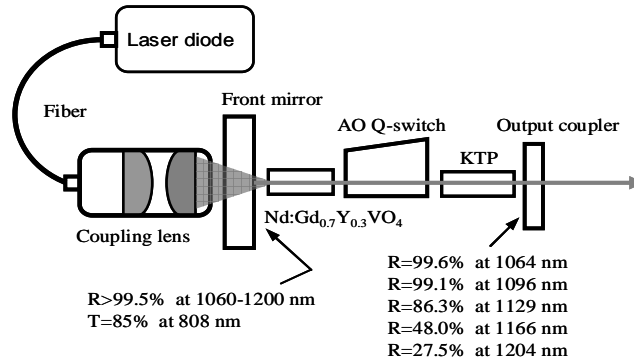 Laser diode
Fiber
Front mirror
AO Q-switch
Output coupler
KTP
Nd:Gd₀.₇Y₀.₃VO₄
Coupling lens
R>99.5% at 1060-1200 nm
T=85% at 808 nm
R=99.6% at 1064 nm
R=99.1% at 1096 nm
R=86.3% at 1129 nm
R=48.0% at 1166 nm
R=27.5% at 1204 nm